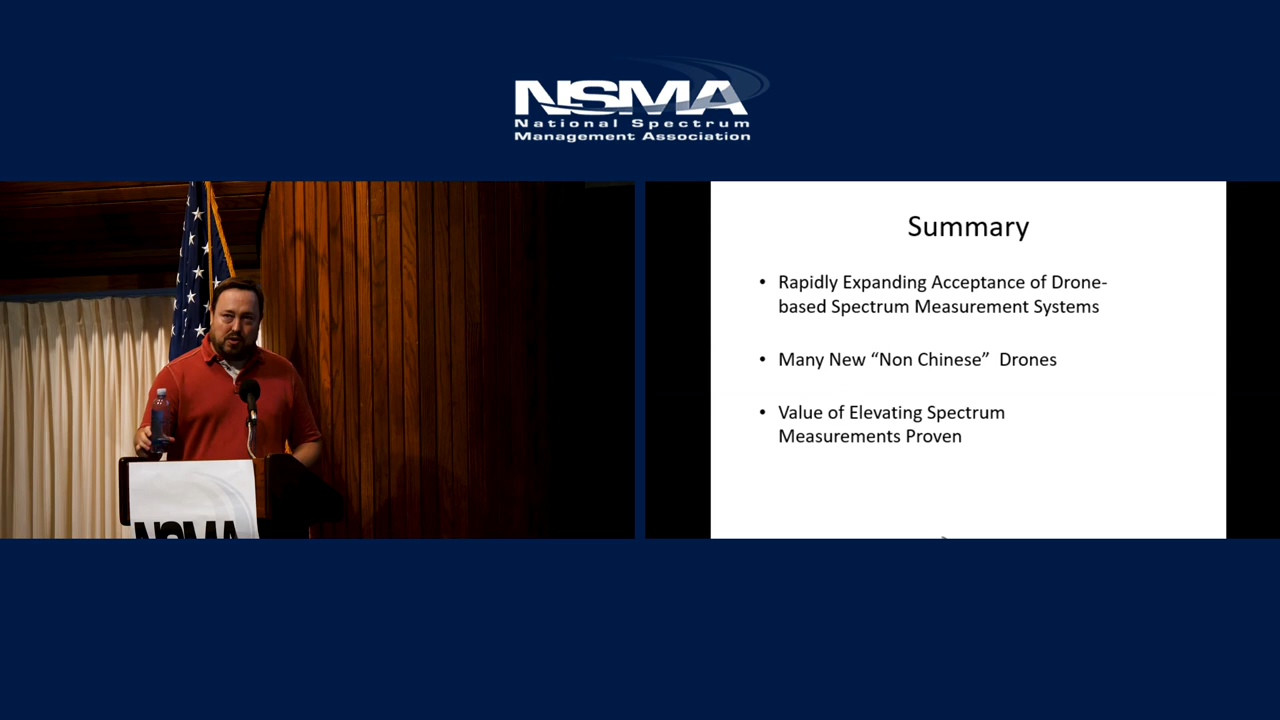 NSMA
National Spectrum
Management Association
Summary
• Rapidly Expanding Acceptance of Drone-
based Spectrum Measurement Systems
• Many New “Non Chinese”  Drones
• Value of Elevating Spectrum
Measurements Proven
NSMA